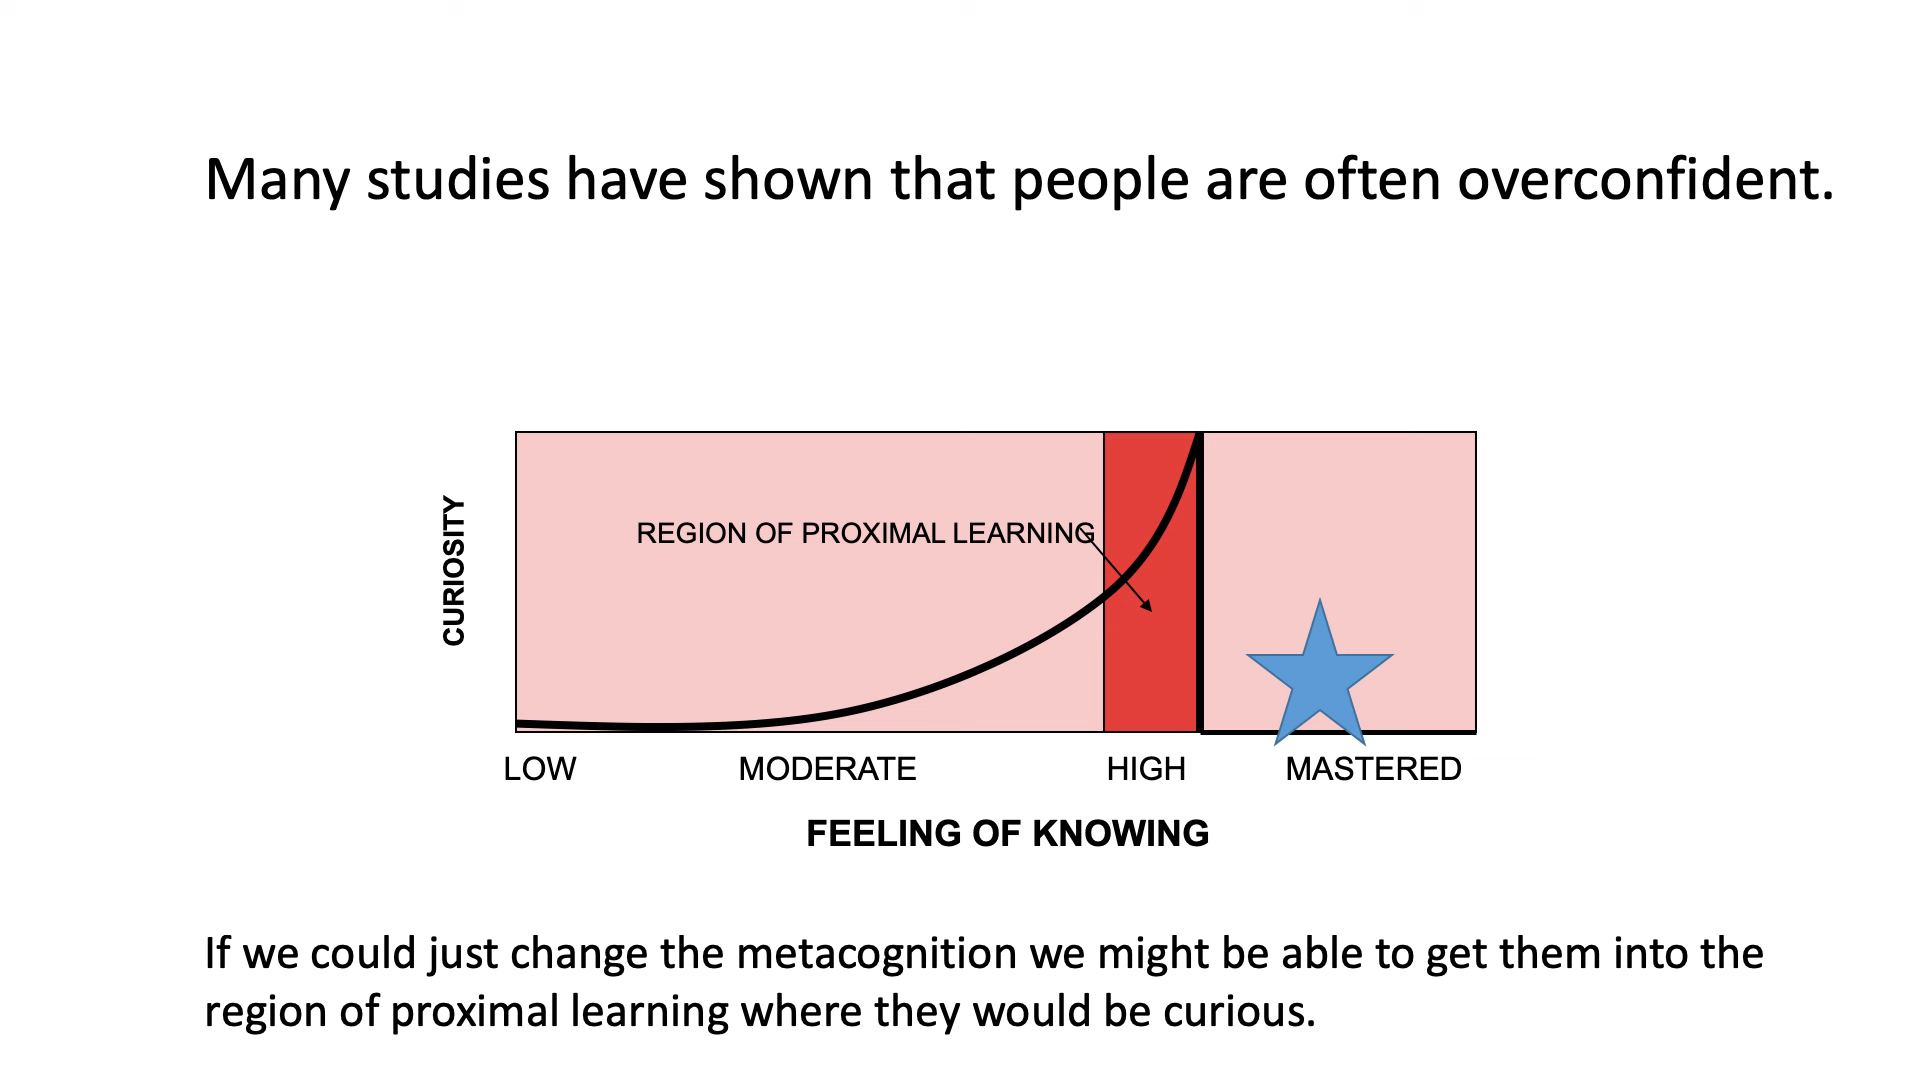 Many studies have shown that people are often overconfident.
CURIOSITY
REGION OF PROXIMAL LEARNING
LOW MODERATE HIGH MASTERED
FEELING OF KNOWING
If we could just change the metacognition we might be able to get them into the
region of proximal learning where they would be curious.